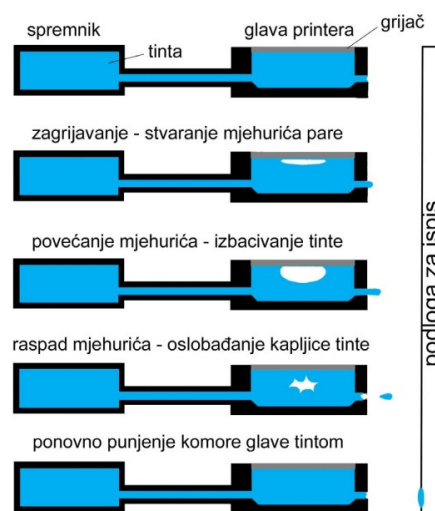 spremnik
glava printera
grijač
tinta
zagrijavanje - stvaranje mjehurića pare
povećanje mjehurića - izbacivanje tinte
raspad mjehurića - oslobađanje kapljice tinte
ponovno punjenje komore glave tintom
podloga za ispis